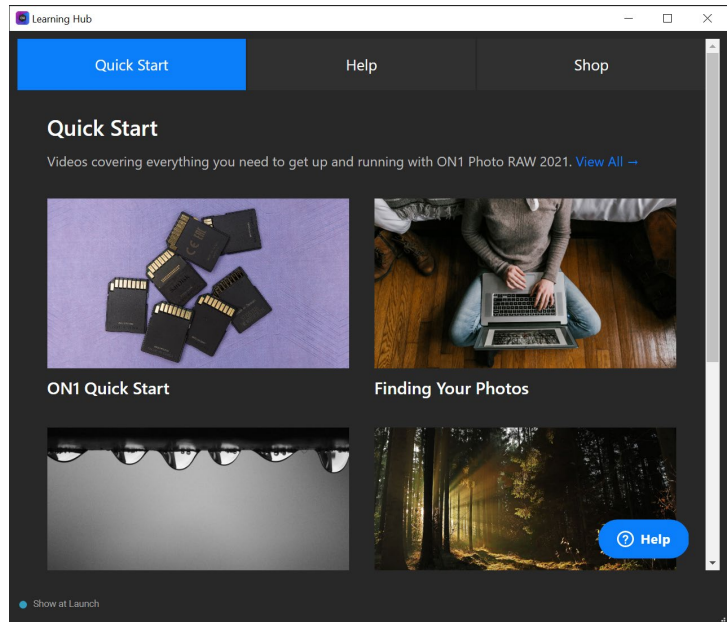 Learning Hub
Quick Start
Help
Shop
Quick Start
Videos covering everything you need to get up and running with ON1 Photo RAW 2021. View All →
ON1 Quick Start
Finding Your Photos
Help
Show at Launch